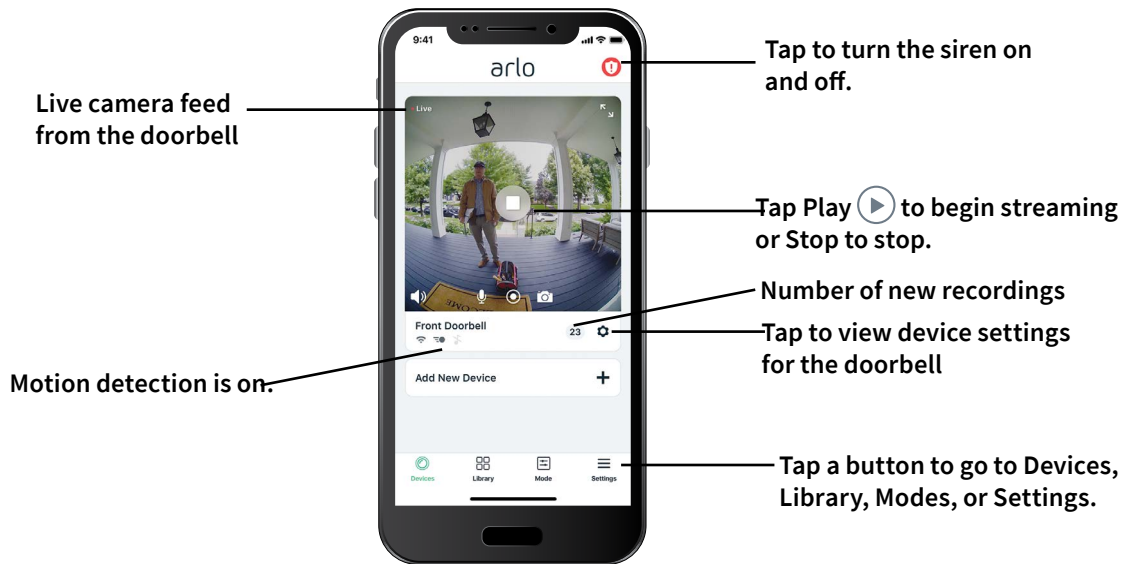 9:41
arlo
Tap to turn the siren on
and off.
Live camera feed
from the doorbell
Live
WELCOME
Tap Play to begin streaming
or Stop to stop.
Number of new recordings
Front Doorbell
23
Tap to view device settings
for the doorbell
Motion detection is on.
Add New Device
Devices
Library
Mode
Settings
Tap a button to go to Devices,
Library, Modes, or Settings.